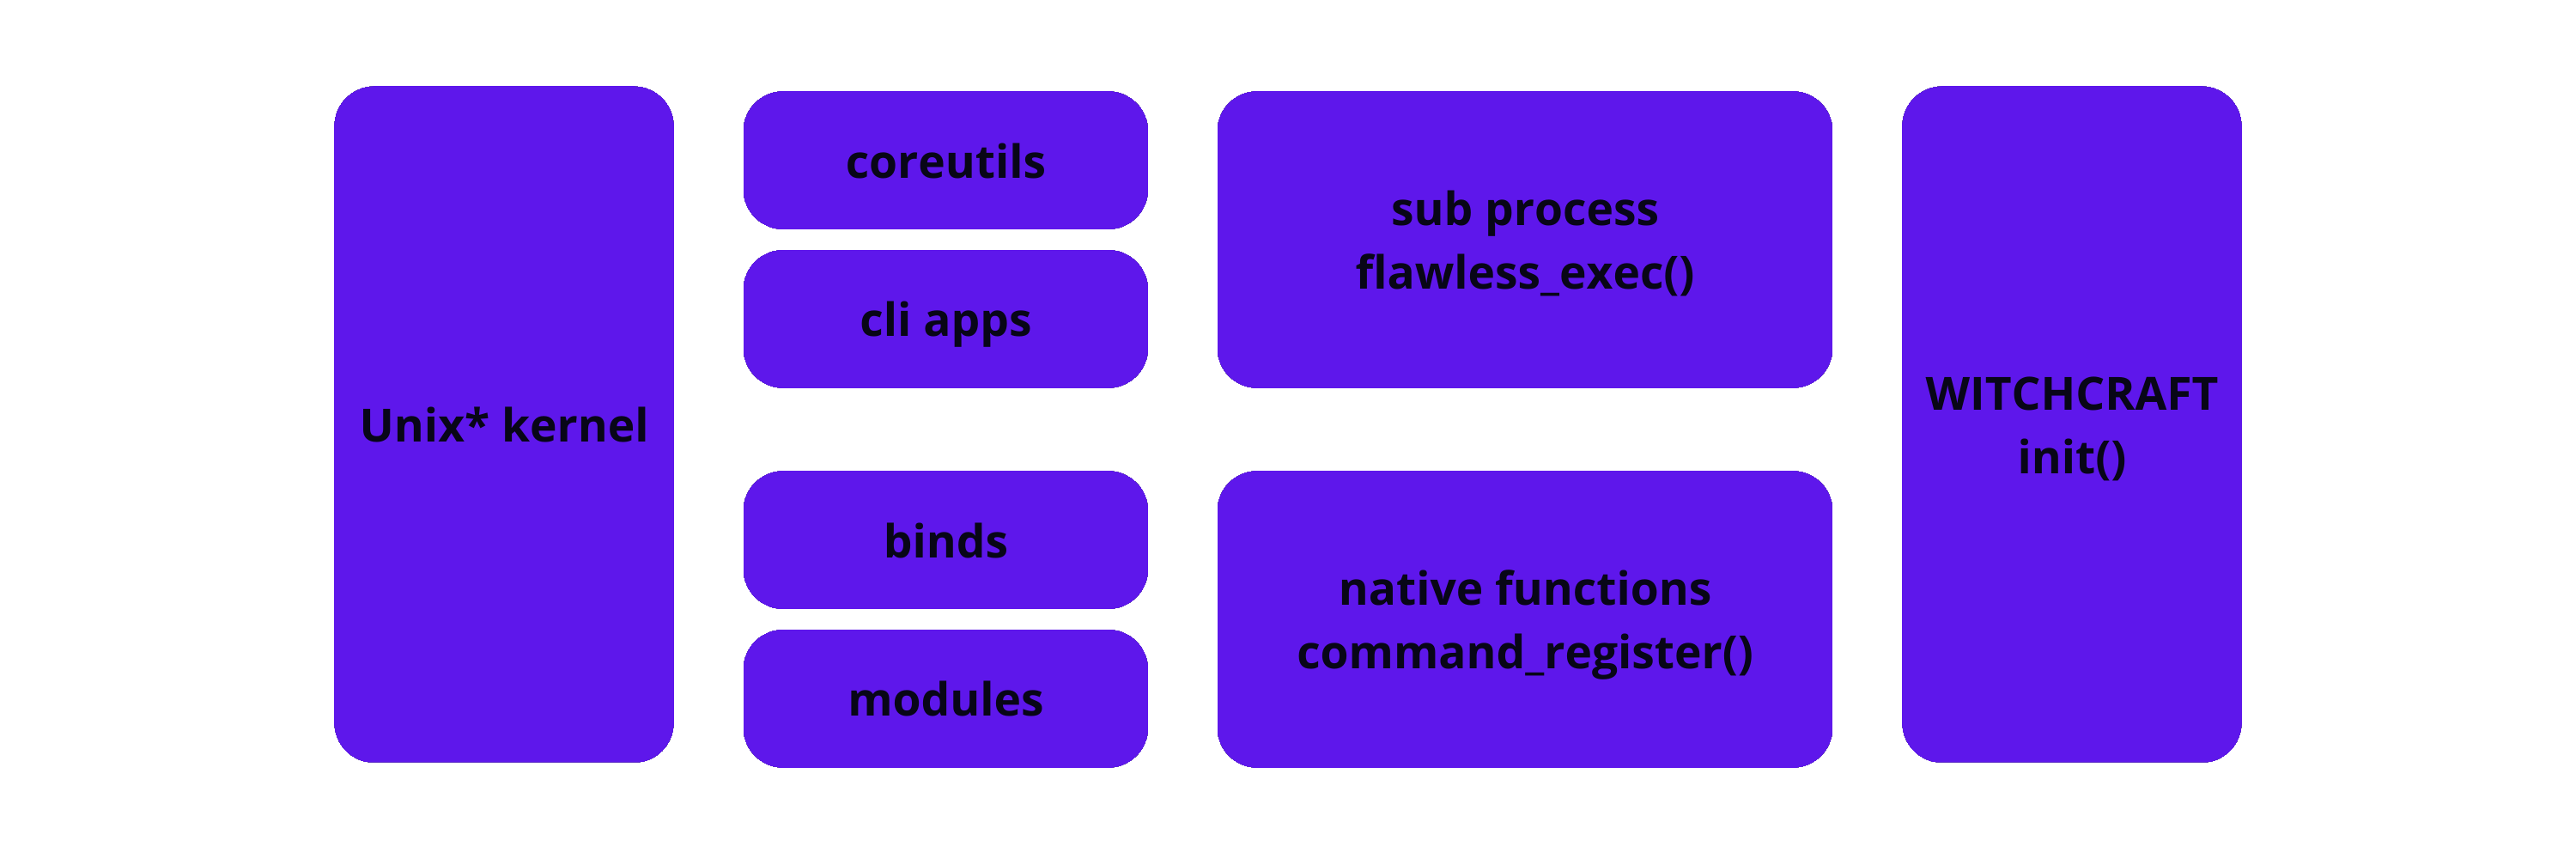 Unix* kernel
coreutils
cli apps
binds
modules
sub process
flawless_exec()
native functions
command_register()
WITCHCRAFT
init()